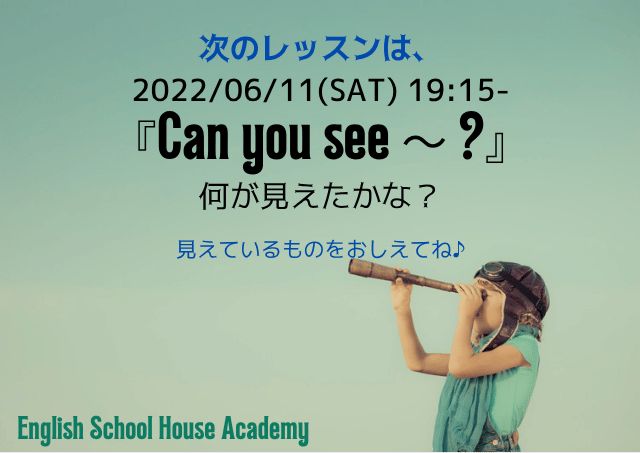 次のレッスンは、
2022/06/11(SAT) 19:15-
『Can you see ～ ?』
何が見えたかな？
見えているものをおしえてね♪
English School House Academy